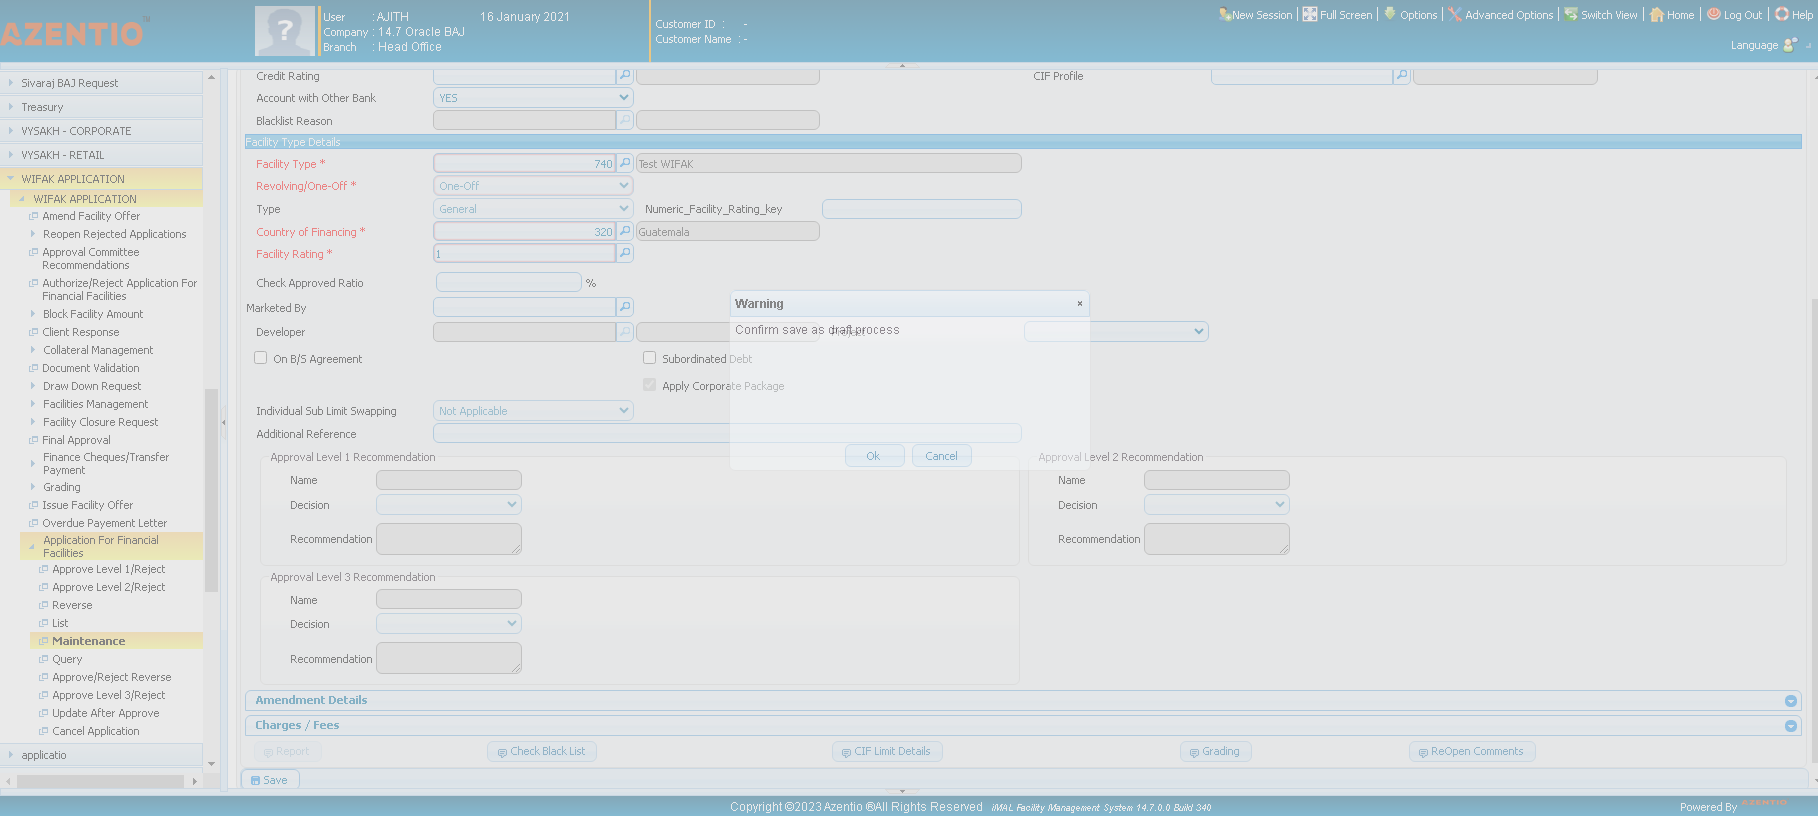 AZENTIO™
User : AJITH 16 January 2021
Company : 14.7 Oracle BAJ
Branch : Head Office
Customer ID : -
Customer Name : -
New Session Full Screen Options Advanced Options Switch View Home Log Out Help
Language
Sivaraj BAJ Request
Treasury
VYSAKH - CORPORATE
VYSAKH - RETAIL
WIFAK APPLICATION
WIFAK APPLICATION
Amend Facility Offer
Reopen Rejected Applications
Approval Committee
Recommendations
Authorize/Reject Application For
Financial Facilities
Block Facility Amount
Client Response
Collateral Management
Document Validation
Draw Down Request
Facilities Management
Facility Closure Request
Final Approval
Finance Cheques/Transfer
Payment
Grading
Issue Facility Offer
Overdue Payement Letter
Application For Financial
Facilities
Approve Level 1/Reject
Approve Level 2/Reject
Reverse
List
Maintenance
Query
Approve/Reject Reverse
Approve Level 3/Reject
Update After Approve
Cancel Application
applicatio
Credit Rating CIF Profile
Account with Other Bank YES
Blacklist Reason
Facility Type Details
Facility Type * 740 Test WIFAK
Revolving/One-Off * One-Off
Type General Numeric_Facility_Rating_key
Country of Financing * 320 Guatemala
Facility Rating * 1
Check Approved Ratio %
Marketed By
Developer Project
On B/S Agreement Subordinated Debt
Apply Corporate Package
Individual Sub Limit Swapping Not Applicable
Additional Reference
Warning ×
Confirm save as draft process
Ok Cancel
Approval Level 1 Recommendation
Name
Decision
Recommendation
Approval Level 2 Recommendation
Name
Decision
Recommendation
Approval Level 3 Recommendation
Name
Decision
Recommendation
Amendment Details
Charges / Fees
Report Check Black List CIF Limit Details Grading ReOpen Comments
Save
Copyright ©2023 Azentio ®All Rights Reserved iMAL Facility Management System 14.7.0.0 Build 340
Powered By AZENTIO